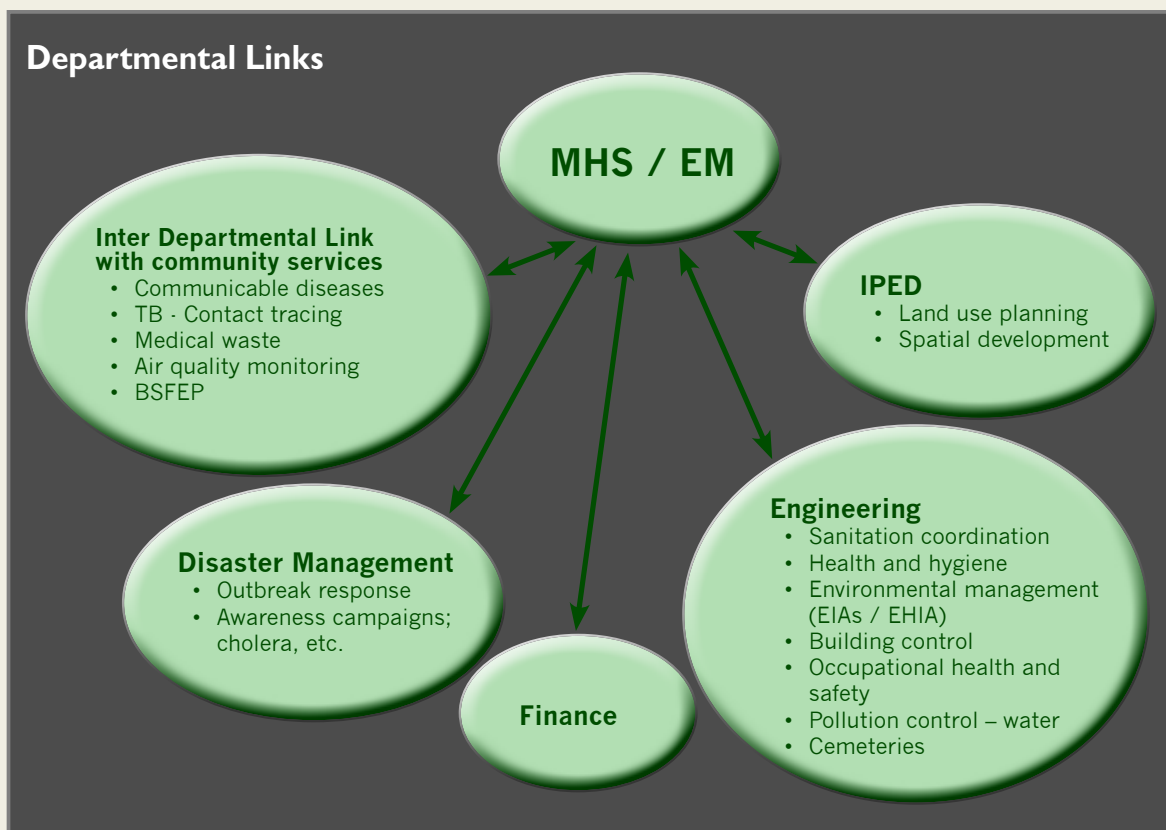 Departmental Links
MHS / EM
Inter Departmental Link
with community services
• Communicable diseases
• TB - Contact tracing
• Medical waste
• Air quality monitoring
• BSFEP
IPED
• Land use planning
• Spatial development
Disaster Management
• Outbreak response
• Awareness campaigns;
cholera, etc.
Finance
Engineering
• Sanitation coordination
• Health and hygiene
• Environmental management
(EIAs / EHIA)
• Building control
• Occupational health and
safety
• Pollution control – water
• Cemeteries